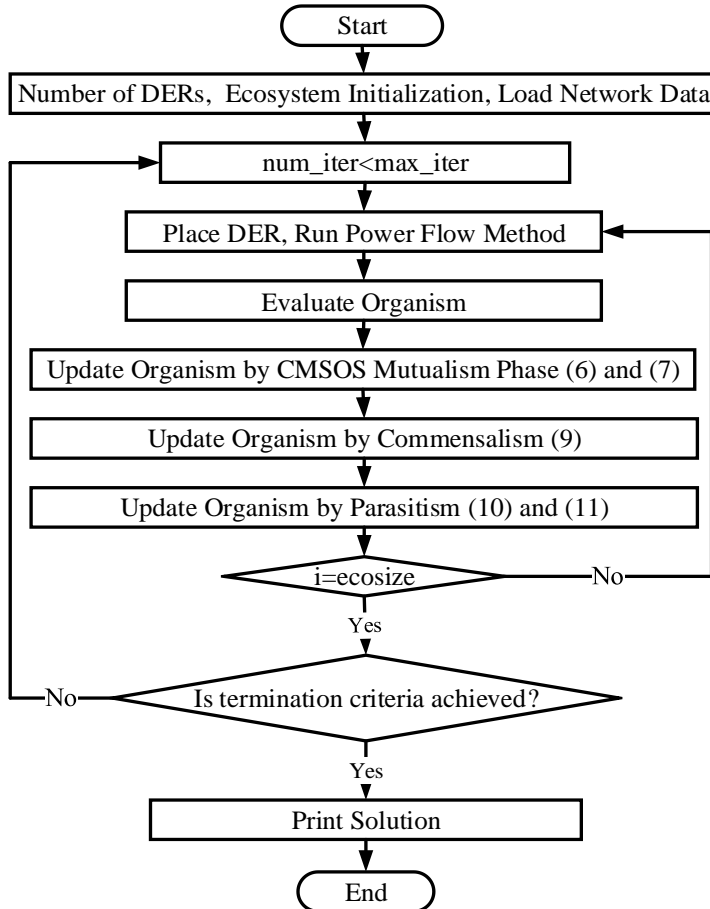 Start
Number of DERs, Ecosystem Initialization, Load Network Data
num_iter<max_iter
Place DER, Run Power Flow Method
Evaluate Organism
Update Organism by CMSOS Mutualism Phase (6) and (7)
Update Organism by Commensalism (9)
Update Organism by Parasitism (10) and (11)
i=ecosize
No
Yes
No
Is termination criteria achieved?
Yes
Print Solution
End